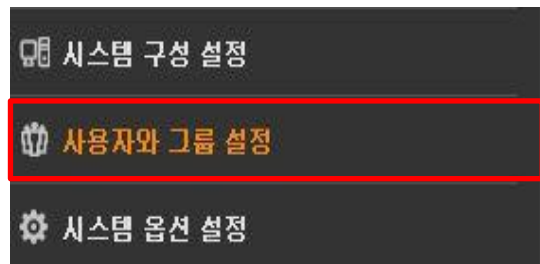 시스템 구성 설정
사용자와 그룹 설정
시스템 옵션 설정